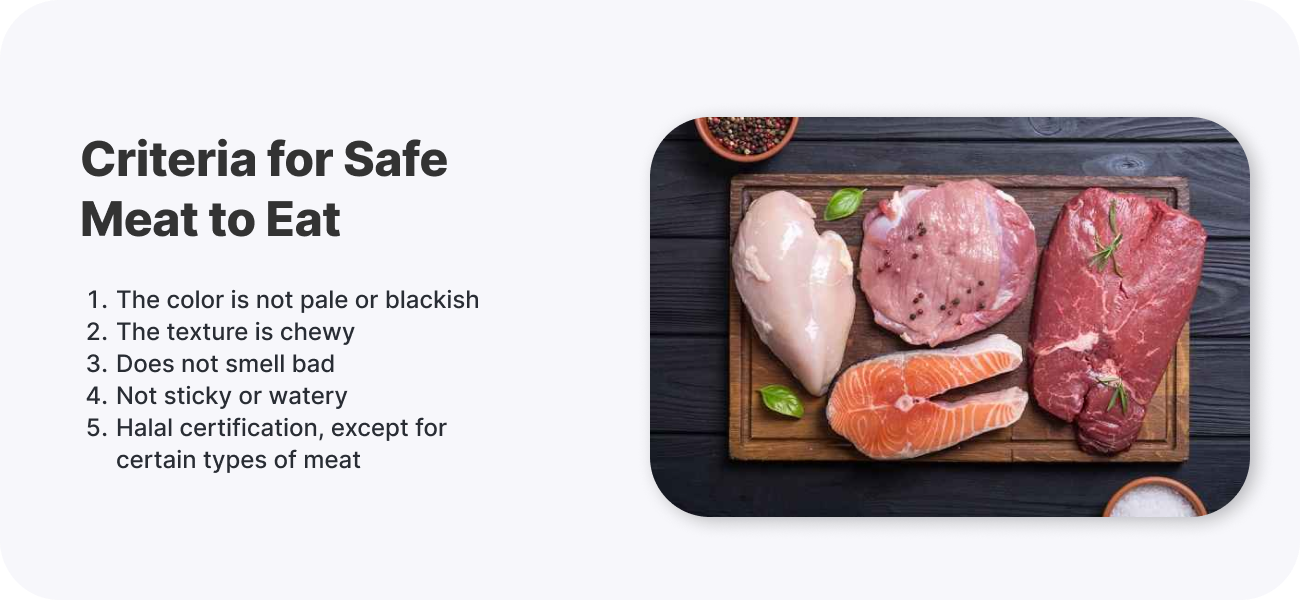 Criteria for Safe
Meat to Eat
1. The color is not pale or blackish
2. The texture is chewy
3. Does not smell bad
4. Not sticky or watery
5. Halal certification, except for
certain types of meat